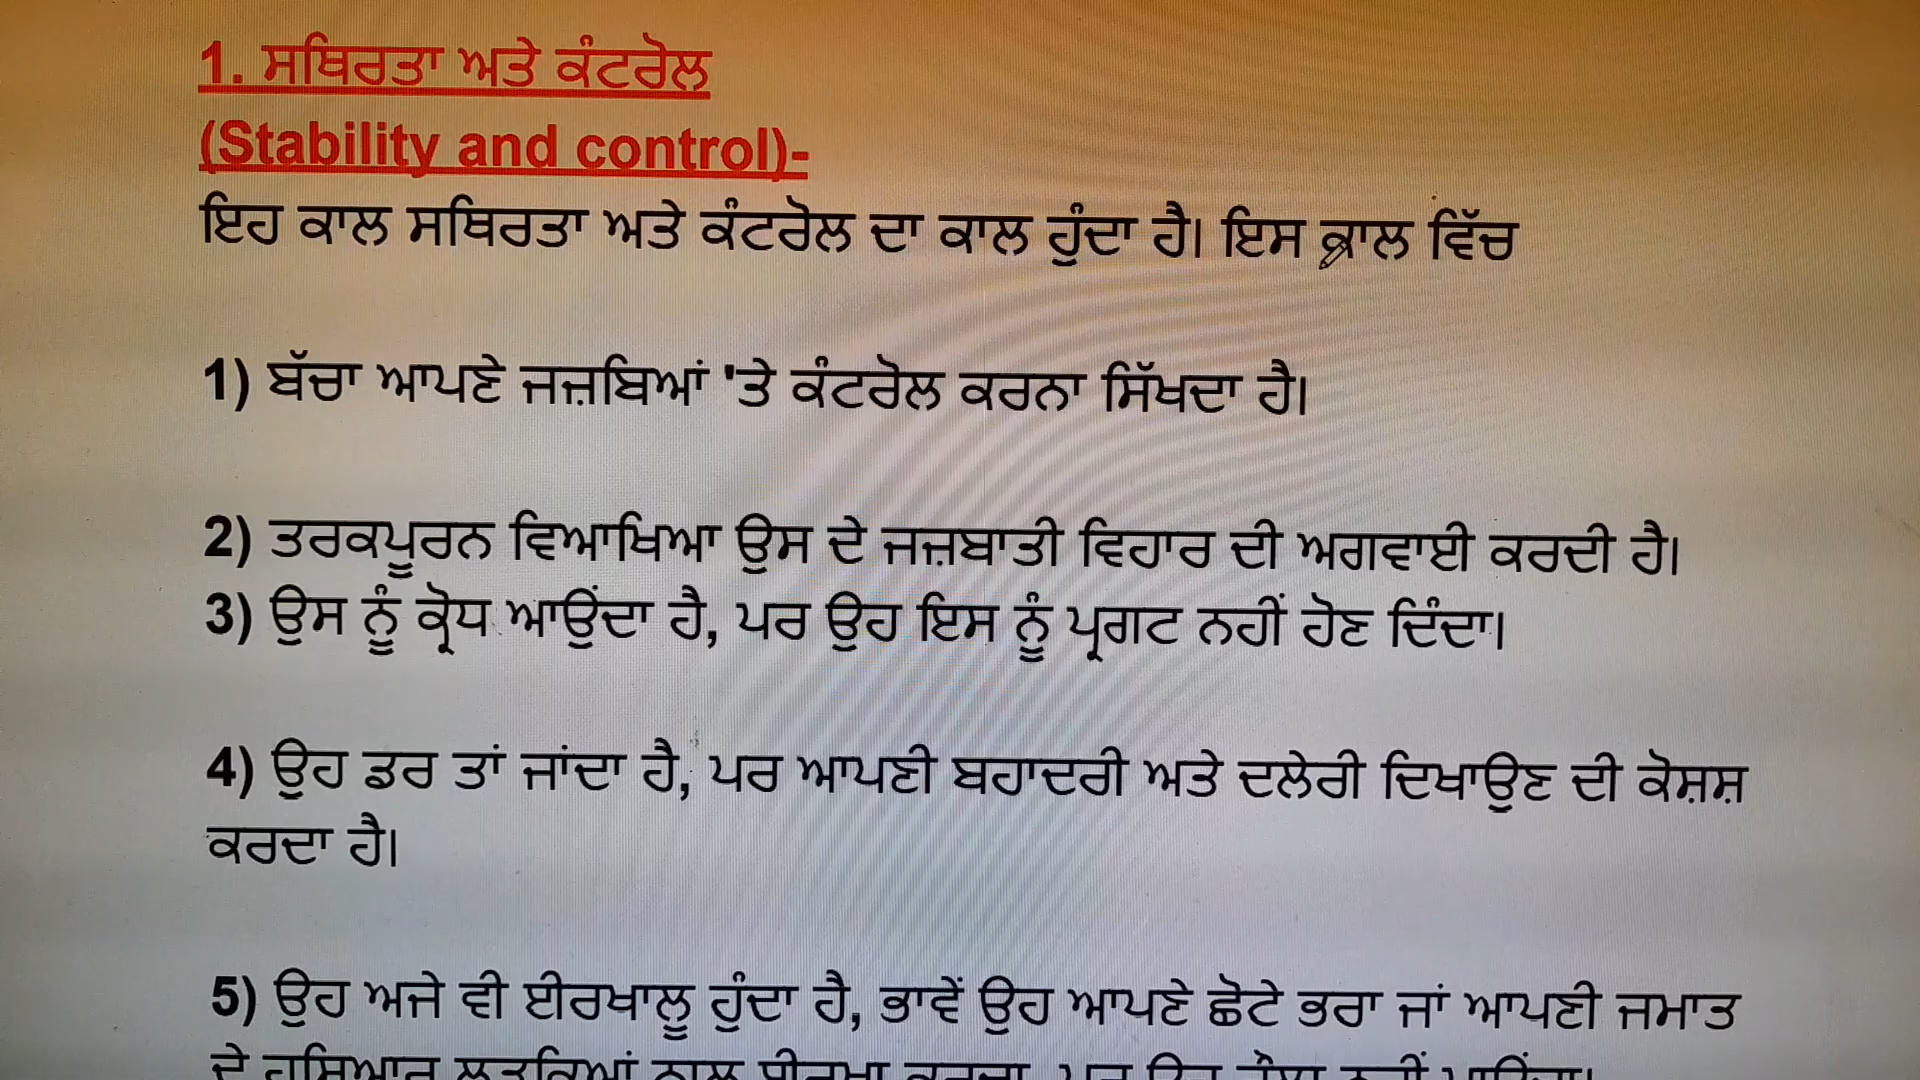 1. ਸਥਿਰਤਾ ਅਤੇ ਕੰਟਰੋਲ
(Stability and control)-
ਇਹ ਕਾਲ ਸਥਿਰਤਾ ਅਤੇ ਕੰਟਰੋਲ ਦਾ ਕਾਲ ਹੁੰਦਾ ਹੈ। ਇਸ ਕਾਲ ਵਿੱਚ
1) ਬੱਚਾ ਆਪਣੇ ਜਜ਼ਬਿਆਂ 'ਤੇ ਕੰਟਰੋਲ ਕਰਨਾ ਸਿੱਖਦਾ ਹੈ।
2) ਤਰਕਪੂਰਨ ਵਿਆਖਿਆ ਉਸ ਦੇ ਜਜ਼ਬਾਤੀ ਵਿਹਾਰ ਦੀ ਅਗਵਾਈ ਕਰਦੀ ਹੈ।
3) ਉਸ ਨੂੰ ਕ੍ਰੋਧ ਆਉਂਦਾ ਹੈ, ਪਰ ਉਹ ਇਸ ਨੂੰ ਪ੍ਰਗਟ ਨਹੀਂ ਹੋਣ ਦਿੰਦਾ।
4) ਉਹ ਡਰ ਤਾਂ ਜਾਂਦਾ ਹੈ, ਪਰ ਆਪਣੀ ਬਹਾਦਰੀ ਅਤੇ ਦਲੇਰੀ ਦਿਖਾਉਣ ਦੀ ਕੋਸ਼ਸ਼
ਕਰਦਾ ਹੈ।
5) ਉਹ ਅਜੇ ਵੀ ਈਰਖਾਲੂ ਹੁੰਦਾ ਹੈ, ਭਾਵੇਂ ਉਹ ਆਪਣੇ ਛੋਟੇ ਭਰਾ ਜਾਂ ਆਪਣੀ ਜਮਾਤ